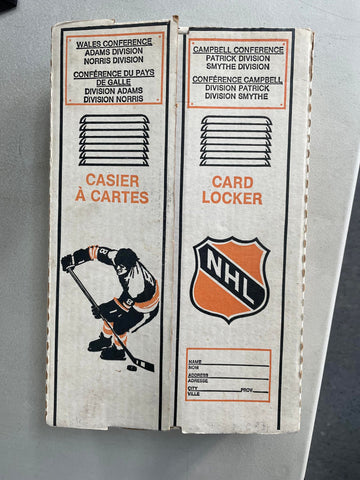 WALES CONFERENCE
ADAMS DIVISION
NORRIS DIVISION
CONFÉRENCE DU PAYS
DE GALLE
DIVISION ADAMS
DIVISION NORRIS
CASIER
À CARTES
8
CAMPBELL CONFERENCE
PATRICK DIVISION
SMYTHE DIVISION
CONFÉRENCE CAMPBELL
DIVISION PATRICK
DIVISION SMYTHE
CARD
LOCKER
NHL
NAME
NOM
ADDRESS
ADRESSE
CITY PROV.
VILLE